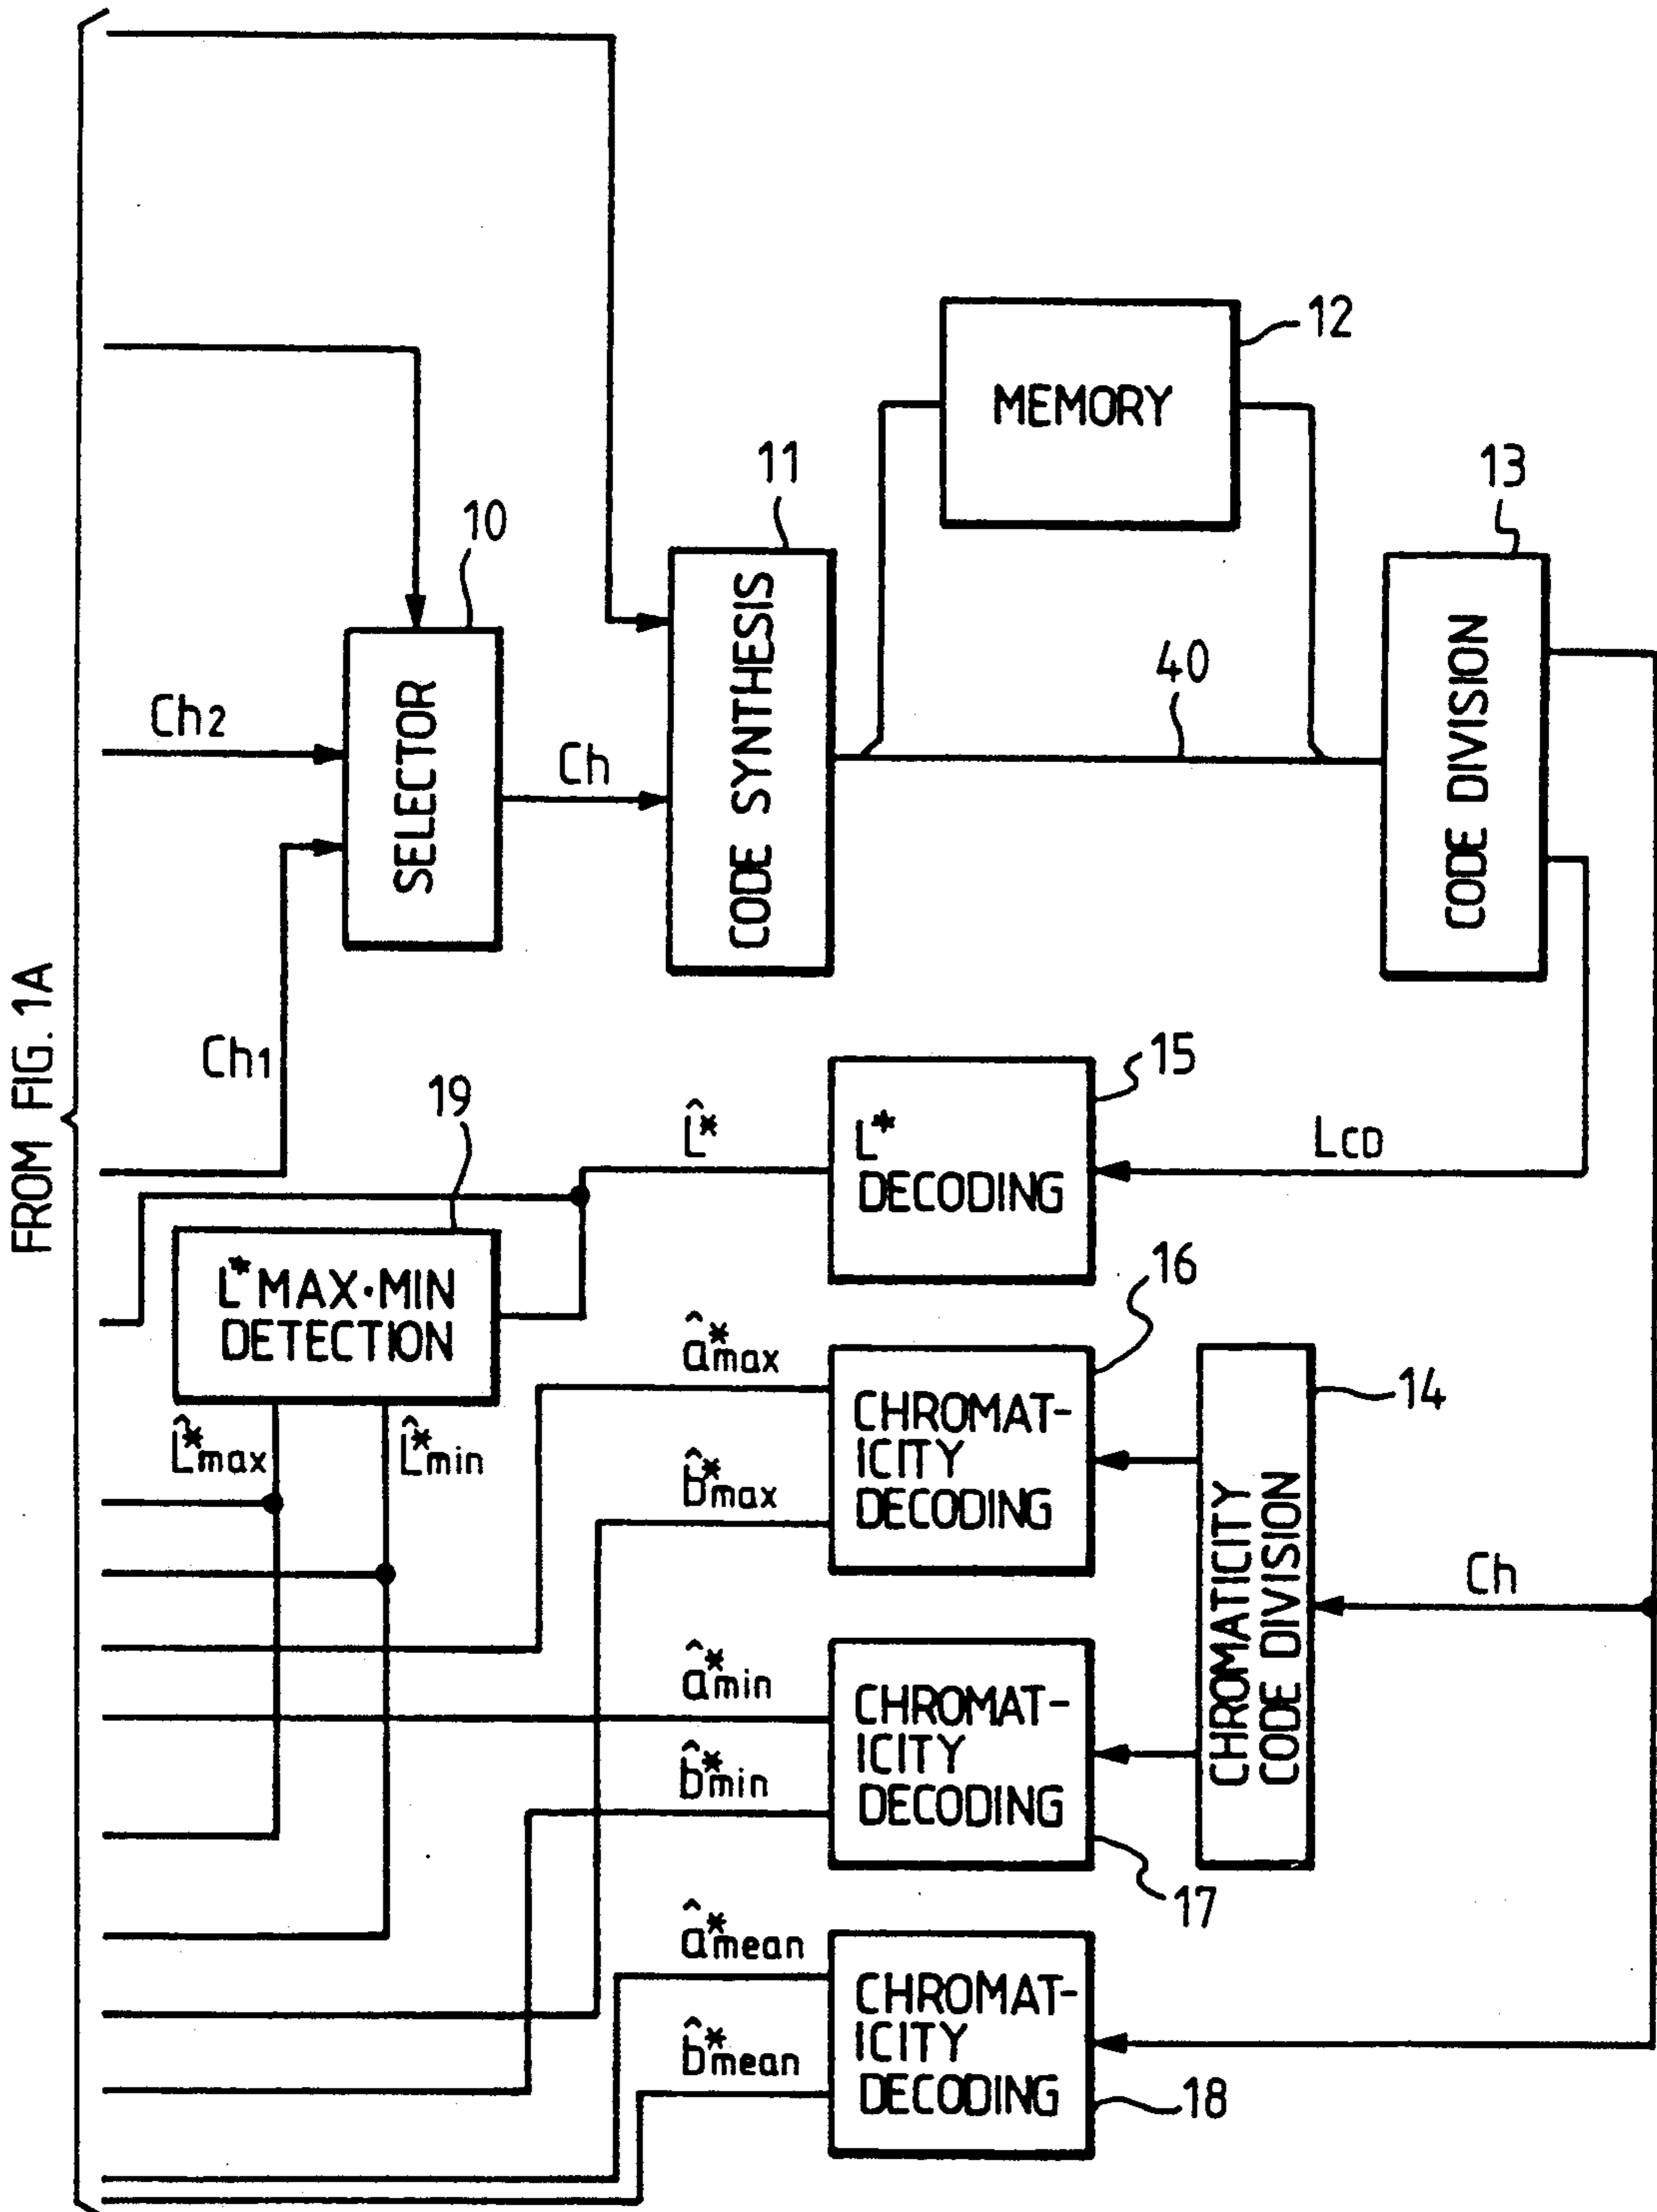 FROM FIG. 1A
12
MEMORY
11
13
10
CODE SYNTHESIS
CODE DIVISION
SELECTOR
40
Ch2
Ch
Ch1
19
15
L̂*
L*
DECODING
LCD
L* MAX·MIN
DETECTION
16
â*max
14
L̂*max
L̂*min
CHROMAT-
ICITY
DECODING
b̂*max
CHROMATICITY
CODE DIVISION
Ch
â*min
CHROMAT-
ICITY
DECODING
b̂*min
17
â*mean
CHROMAT-
ICITY
DECODING
b̂*mean
18